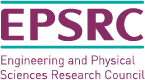 EPSRC
Engineering and Physical
Sciences Research Council